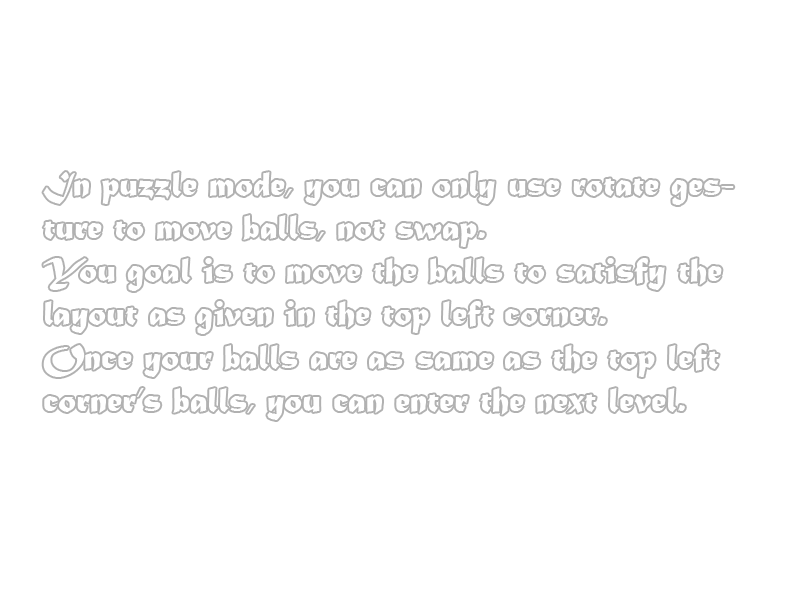 In puzzle mode, you can only use rotate ges-
ture to move balls, not swap.
You goal is to move the balls to satisfy the
layout as given in the top left corner.
Once your balls are as same as the top left
corner's balls, you can enter the next level.